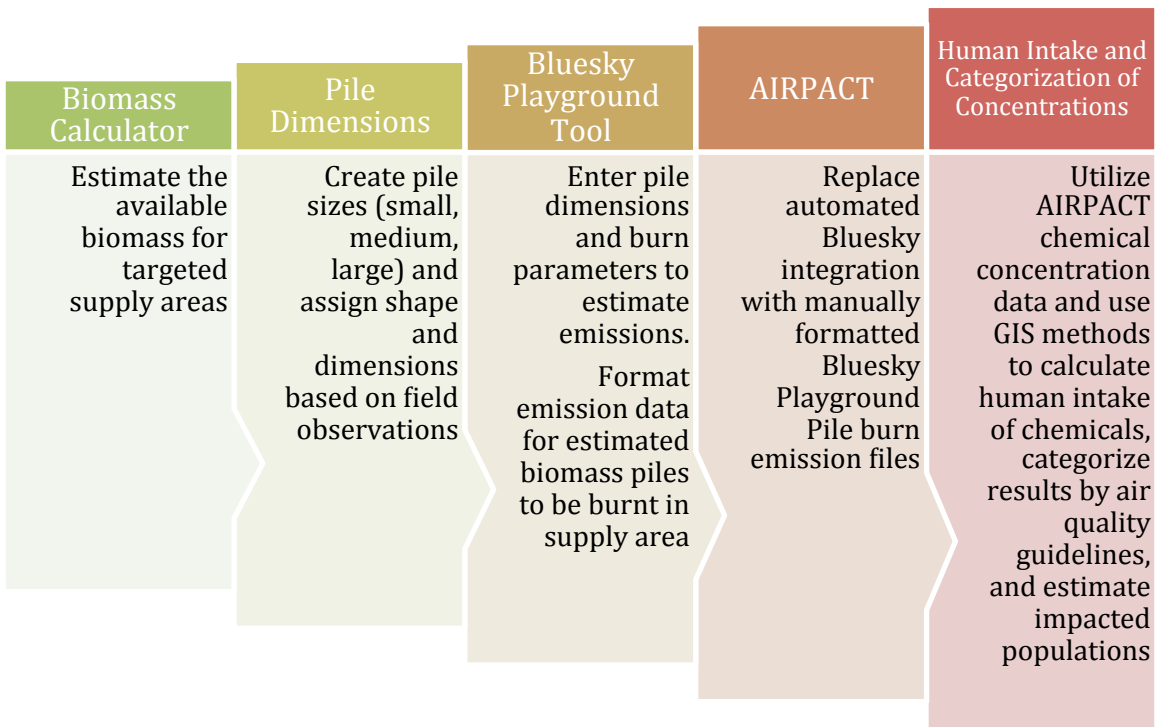 Biomass
Calculator
Estimate the
available
biomass for
targeted
supply areas
Pile
Dimensions
Create pile
sizes (small,
medium,
large) and
assign shape
and
dimensions
based on field
observations
Bluesky
Playground
Tool
Enter pile
dimensions
and burn
parameters to
estimate
emissions.
Format
emission data
for estimated
biomass piles
to be burnt in
supply area
AIRPACT
Replace
automated
Bluesky
integration
with manually
formatted
Bluesky
Playground
Pile burn
emission files
Human Intake and
Categorization of
Concentrations
Utilize
AIRPACT
chemical
concentration
data and use
GIS methods
to calculate
human intake
of chemicals,
categorize
results by air
quality
guidelines,
and estimate
impacted
populations